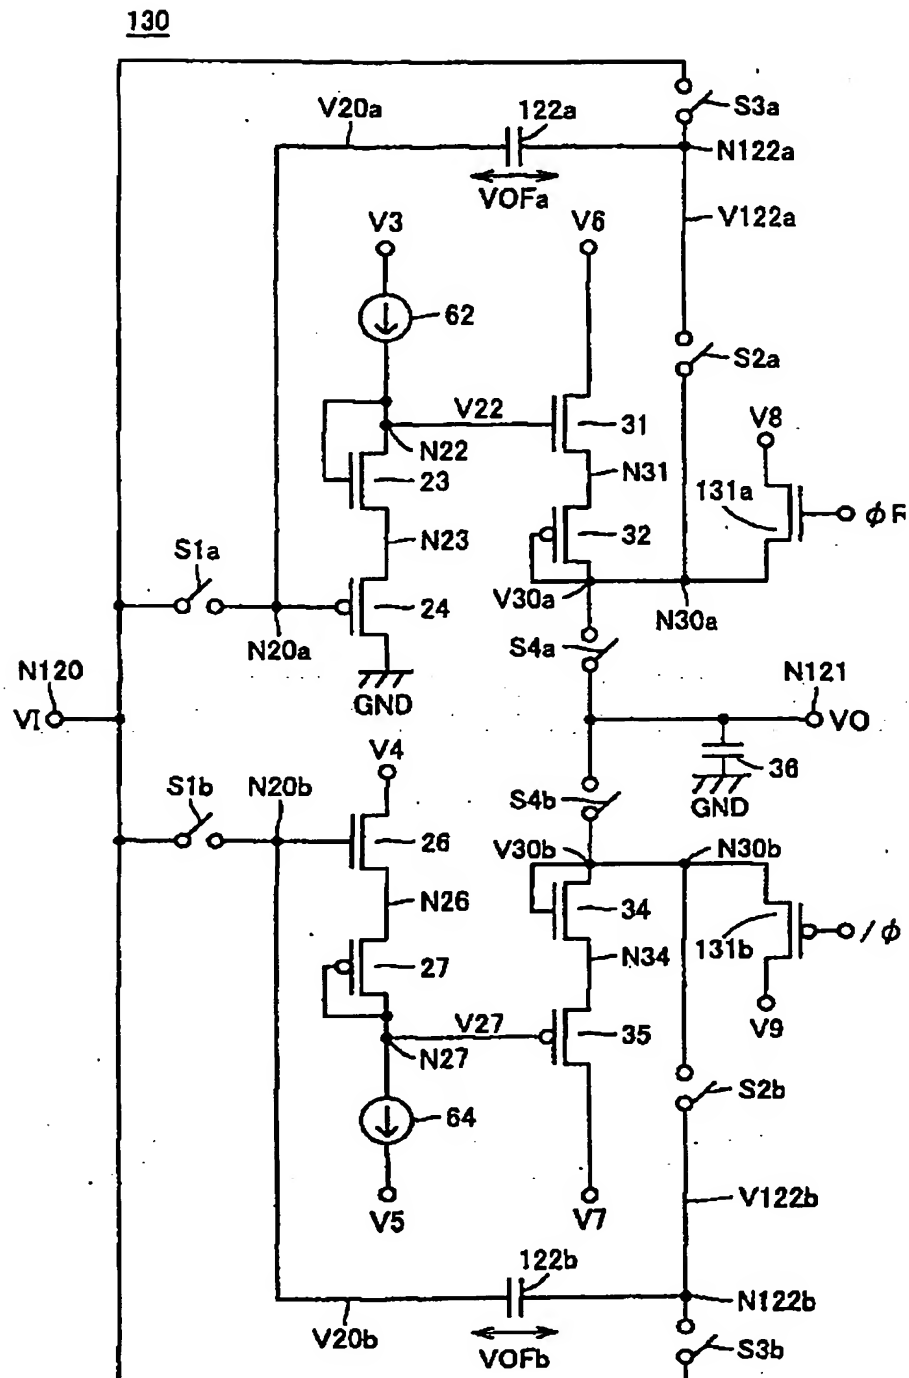 130
S3a
V20a
122a
N122a
VOFa
V3
V6
V122a
62
S2a
V22
31
V8
N22
23
N31
131a
φR
N23
32
S1a
24
V30a
N30a
N20a
S4a
N120
GND
N121
VI
VO
V4
36
S1b
N20b
S4b
GND
26
V30b
N30b
N26
34
131b
/φ
27
N34
V27
35
V9
N27
S2b
64
V122b
V5
V7
122b
N122b
V20b
VOFb
S3b